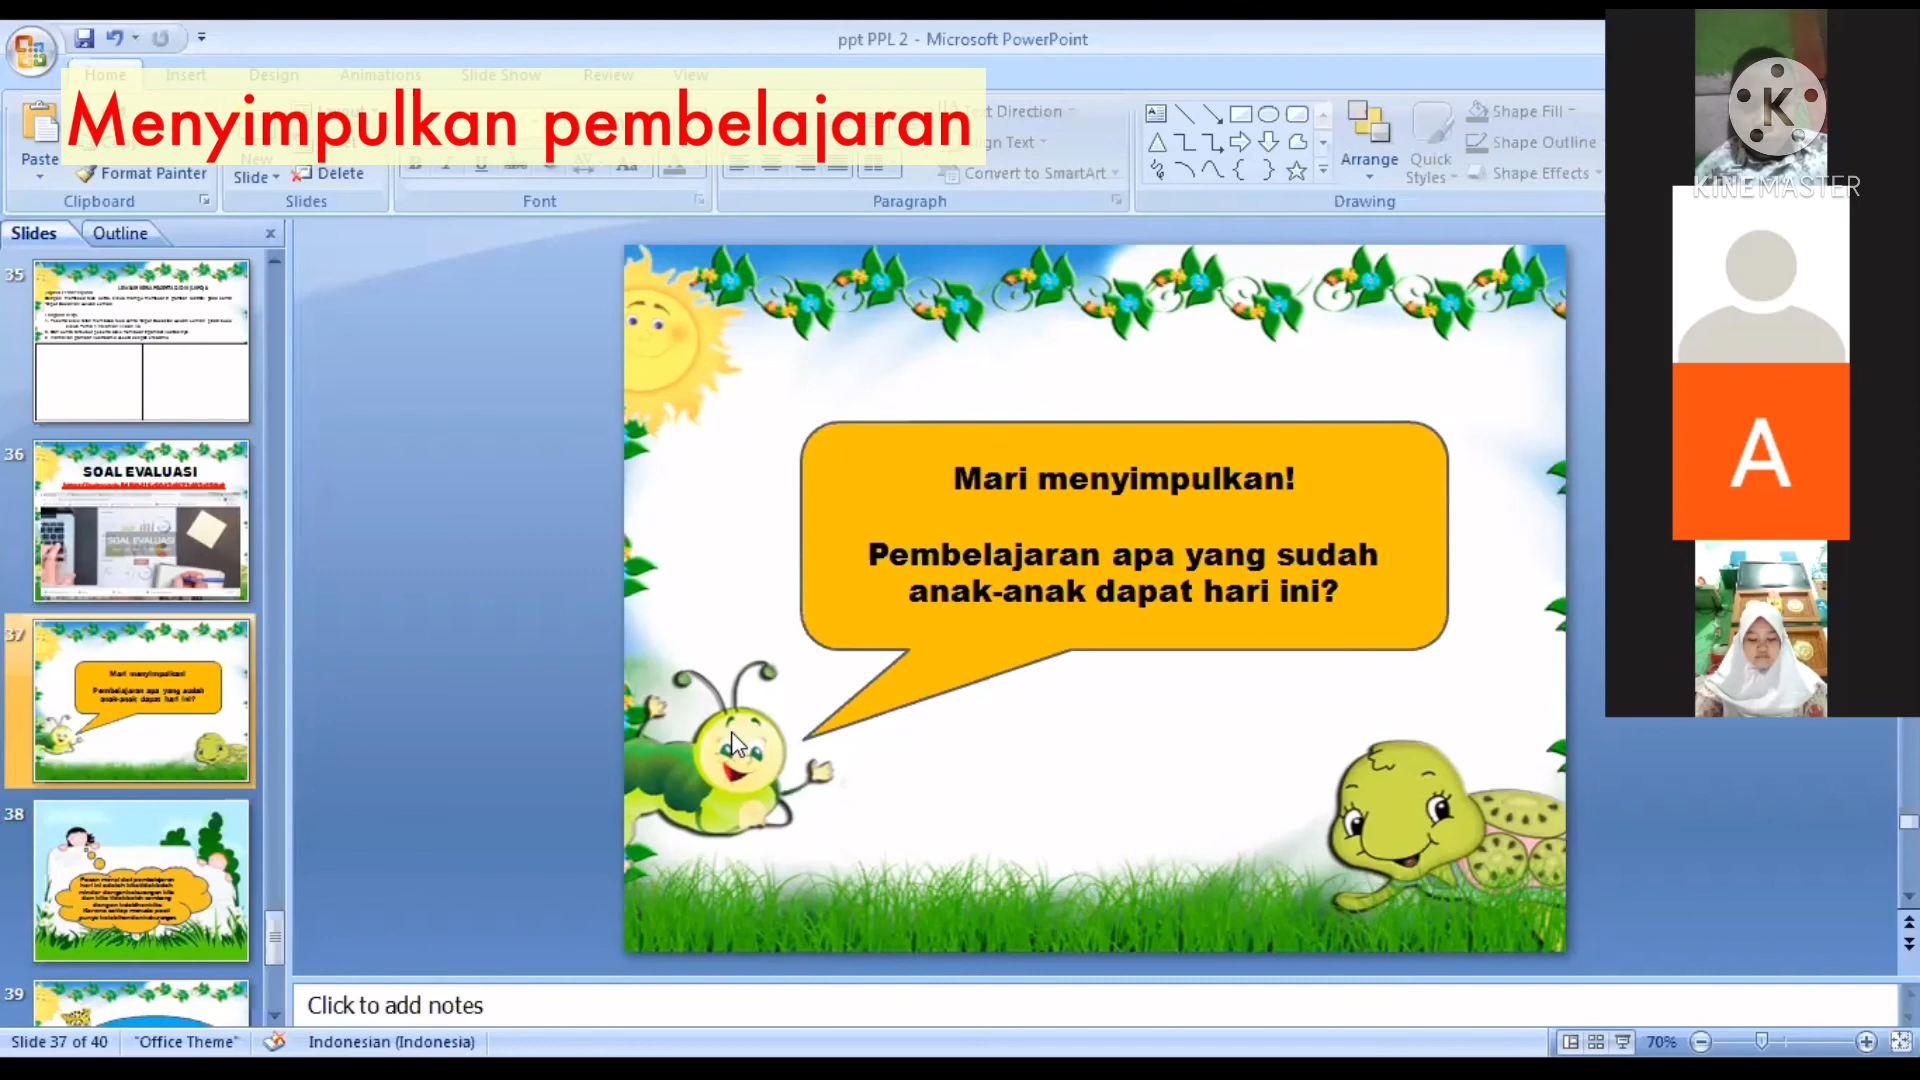 ppt PPL 2 - Microsoft PowerPoint
Home Insert Design Animations Slide Show Review View
Menyimpulkan pembelajaran
Paste
Format Painter
New
Slide
Delete
Text Direction
Align Text
Convert to SmartArt
Arrange
Quick
Styles
Shape Fill
Shape Outline
Shape Effects
Clipboard Slides Font Paragraph Drawing
K
KINEMASTER
Slides Outline
35
36
SOAL EVALUASI
SOAL EVALUASI
37
Mari menyimpulkan!
Pembelajaran apa yang sudah
anak-anak dapat hari ini?
38
39
Mari menyimpulkan!
Pembelajaran apa yang sudah
anak-anak dapat hari ini?
A
Click to add notes
Slide 37 of 40 "Office Theme" Indonesian (Indonesia) 70%